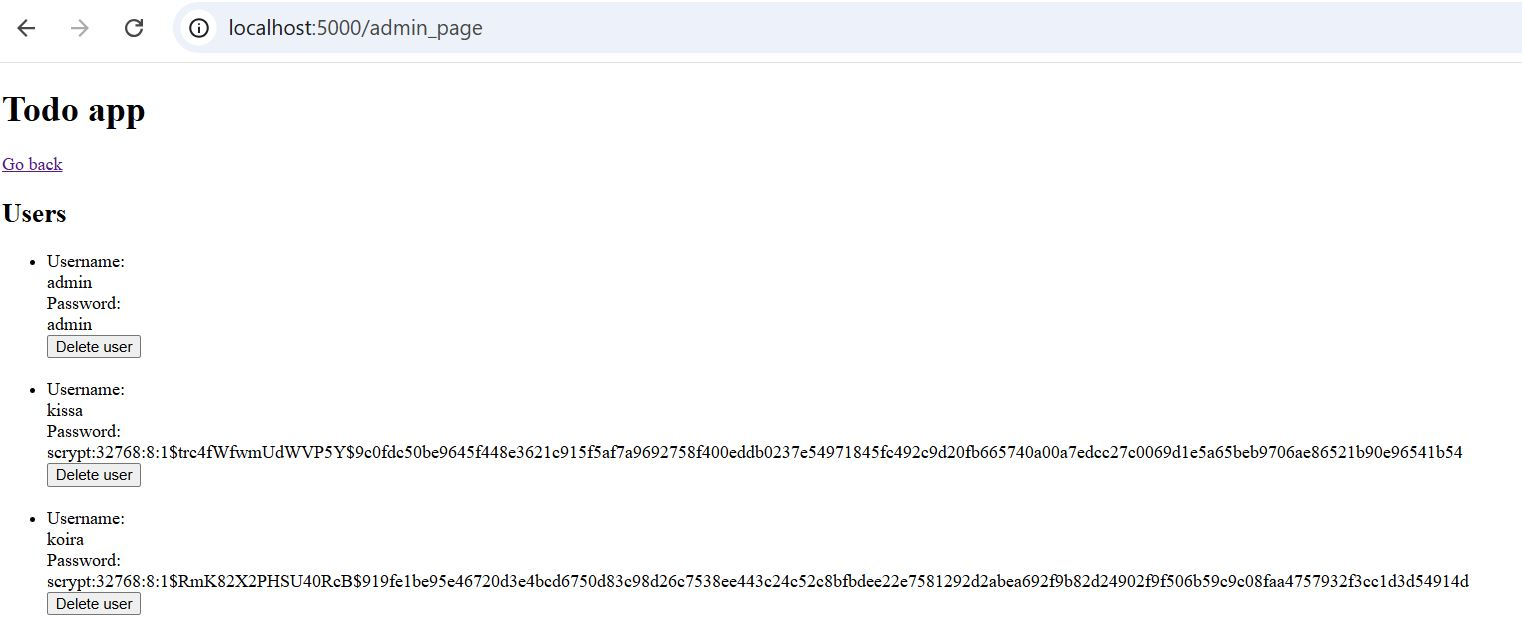 localhost:5000/admin_page
Todo app
Go back
Users
Username:
admin
Password:
admin
Delete user
Username:
kissa
Password:
scrypt:32768:8:1$trc4fWfwmUdWVP5Y$9c0fdc50be9645f448e3621c915f5af7a9692758f400eddb0237e54971845fc492c9d20fb665740a00a7edcc27c0069d1e5a65beb9706ae86521b90e96541b54
Delete user
Username:
koira
Password:
scrypt:32768:8:1$RmK82X2PHSU40RcB$919fe1be95e46720d3e4bcd6750d83c98d26c7538ee443c24c52c8bfbdee22e7581292d2abea692f9b82d24902f9f506b59c9c08faa4757932f3cc1d3d54914d
Delete user